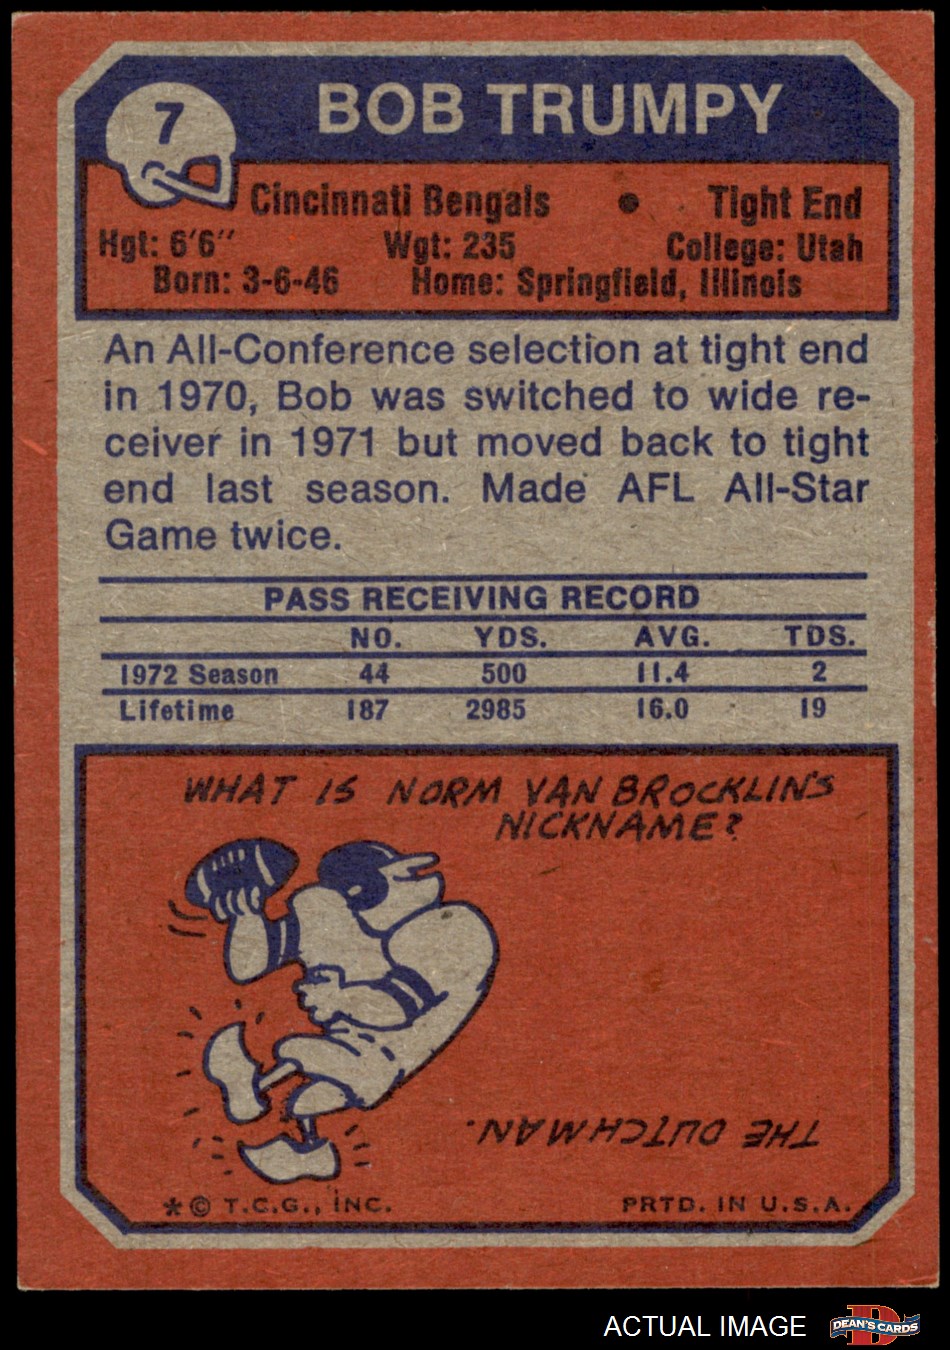 7
BOB TRUMPY
Cincinnati Bengals • Tight End
Hgt: 6'6" Wgt: 235 College: Utah
Born: 3-6-46 Home: Springfield, Illinois
An All-Conference selection at tight end
in 1970, Bob was switched to wide re-
ceiver in 1971 but moved back to tight
end last season. Made AFL All-Star
Game twice.
PASS RECEIVING RECORD
NO. YDS. AVG. TDS.
1972 Season 44 500 11.4 2
Lifetime 187 2985 16.0 19
WHAT IS NORM VAN BROCKLIN'S
NICKNAME?
THE DUTCHMAN.
* © T.C.G., INC. PRTD. IN U.S.A.
ACTUAL IMAGE
D
DEAN'S CARDS